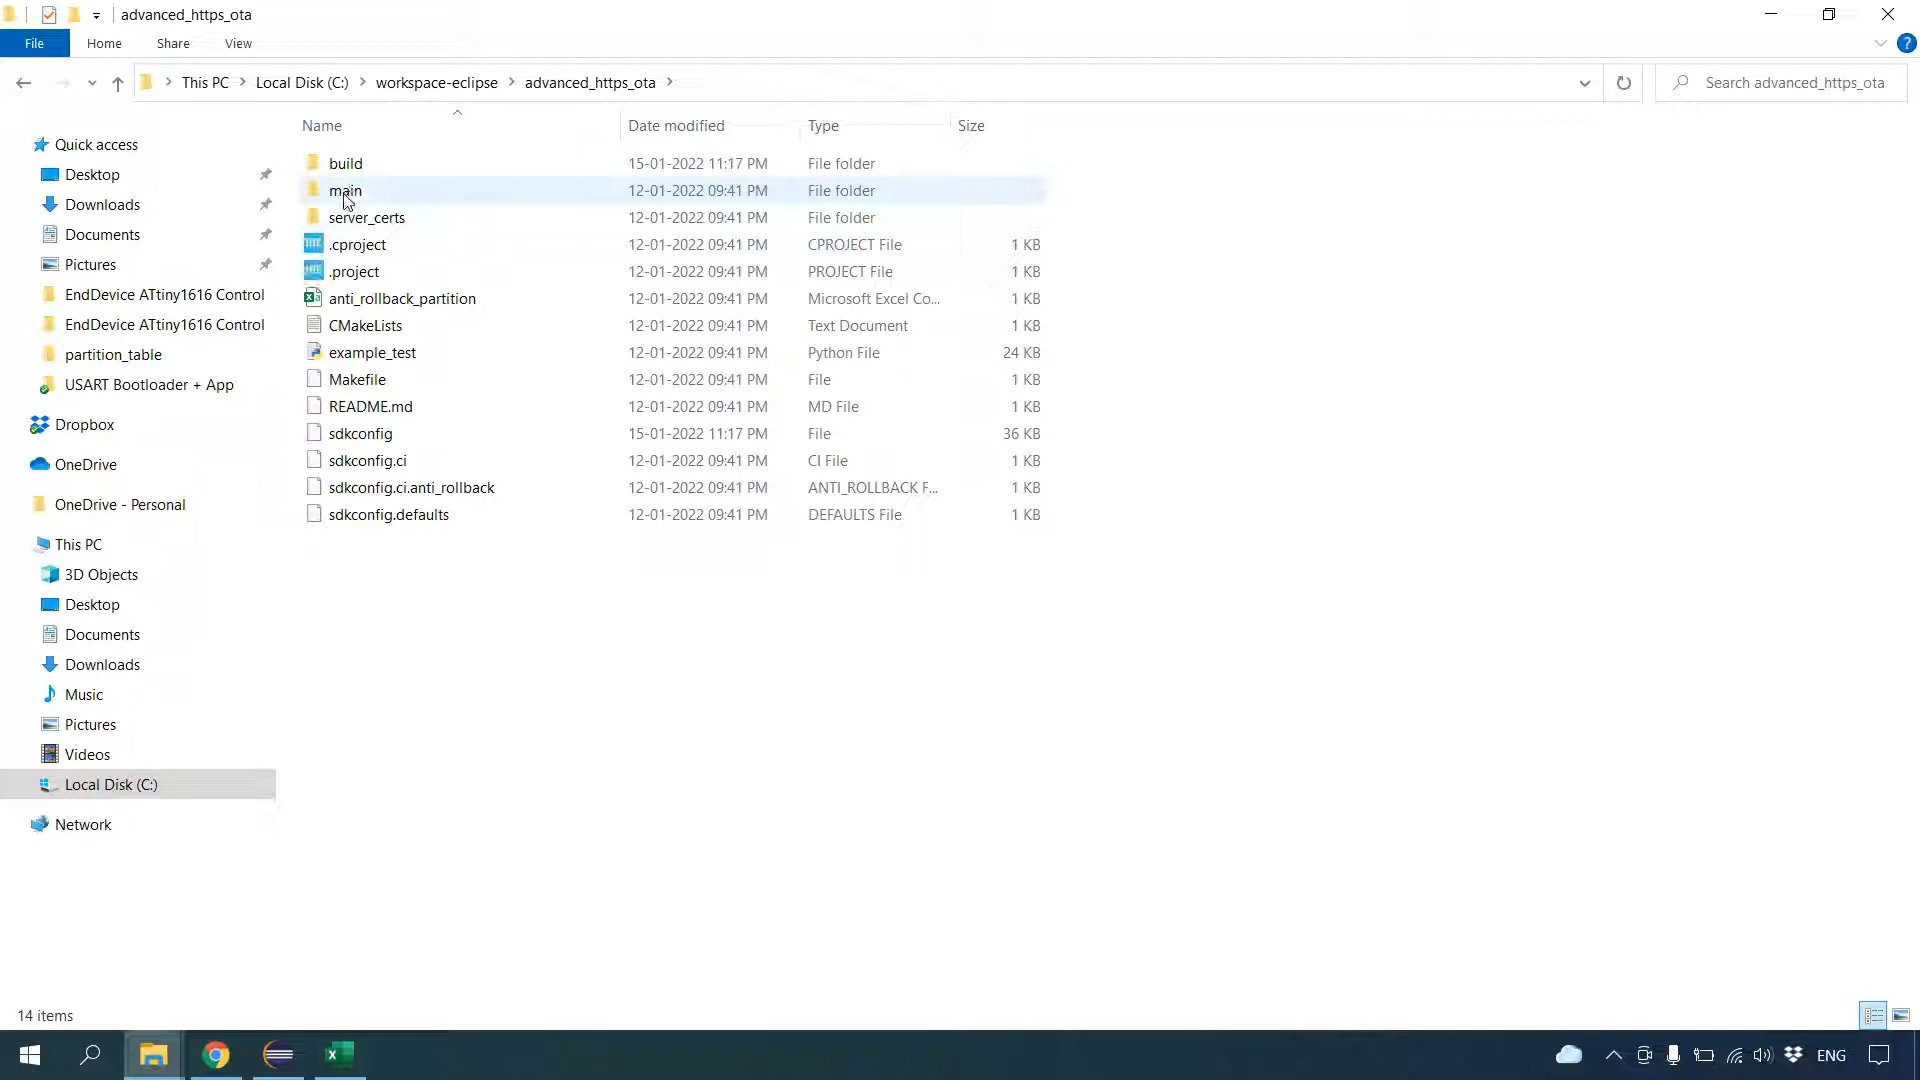 advanced_https_ota
File Home Share View
This PC Local Disk (C:) workspace-eclipse advanced_https_ota Search advanced_https_ota
Name Date modified Type Size
Quick access
Desktop
Downloads
Documents
Pictures
EndDevice ATtiny1616 Control
EndDevice ATtiny1616 Control
partition_table
USART Bootloader + App
Dropbox
OneDrive
OneDrive - Personal
This PC
3D Objects
Desktop
Documents
Downloads
Music
Pictures
Videos
Local Disk (C:)
Network
build 15-01-2022 11:17 PM File folder
main 12-01-2022 09:41 PM File folder
server_certs 12-01-2022 09:41 PM File folder
.cproject 12-01-2022 09:41 PM CPROJECT File 1 KB
.project 12-01-2022 09:41 PM PROJECT File 1 KB
anti_rollback_partition 12-01-2022 09:41 PM Microsoft Excel Co... 1 KB
CMakeLists 12-01-2022 09:41 PM Text Document 1 KB
example_test 12-01-2022 09:41 PM Python File 24 KB
Makefile 12-01-2022 09:41 PM File 1 KB
README.md 12-01-2022 09:41 PM MD File 1 KB
sdkconfig 15-01-2022 11:17 PM File 36 KB
sdkconfig.ci 12-01-2022 09:41 PM CI File 1 KB
sdkconfig.ci.anti_rollback 12-01-2022 09:41 PM ANTI_ROLLBACK F... 1 KB
sdkconfig.defaults 12-01-2022 09:41 PM DEFAULTS File 1 KB
14 items
ENG